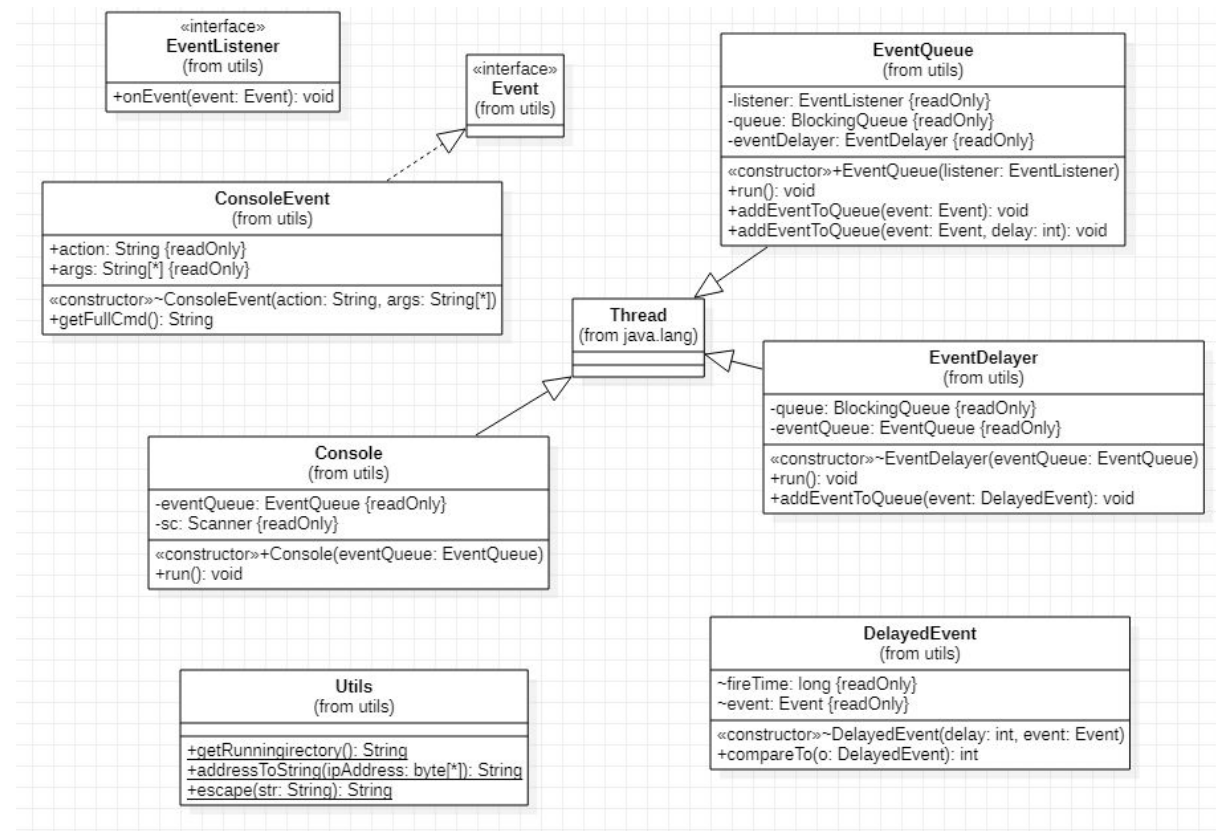 «interface»
EventListener
(from utils)
+onEvent(event: Event): void
«interface»
Event
(from utils)
EventQueue
(from utils)
-listener: EventListener {readOnly}
-queue: BlockingQueue {readOnly}
-eventDelayer: EventDelayer {readOnly}
«constructor»+EventQueue(listener: EventListener)
+run(): void
+addEventToQueue(event: Event): void
+addEventToQueue(event: Event, delay: int): void
ConsoleEvent
(from utils)
+action: String {readOnly}
+args: String[*] {readOnly}
«constructor»~ConsoleEvent(action: String, args: String[*])
+getFullCmd(): String
Thread
(from java.lang)
EventDelayer
(from utils)
-queue: BlockingQueue {readOnly}
-eventQueue: EventQueue {readOnly}
«constructor»~EventDelayer(eventQueue: EventQueue)
+run(): void
+addEventToQueue(event: DelayedEvent): void
Console
(from utils)
-eventQueue: EventQueue {readOnly}
-sc: Scanner {readOnly}
«constructor»+Console(eventQueue: EventQueue)
+run(): void
DelayedEvent
(from utils)
~fireTime: long {readOnly}
~event: Event {readOnly}
«constructor»~DelayedEvent(delay: int, event: Event)
+compareTo(o: DelayedEvent): int
Utils
(from utils)
+getRunningirectory(): String
+addressToString(ipAddress: byte[*]): String
+escape(str: String): String